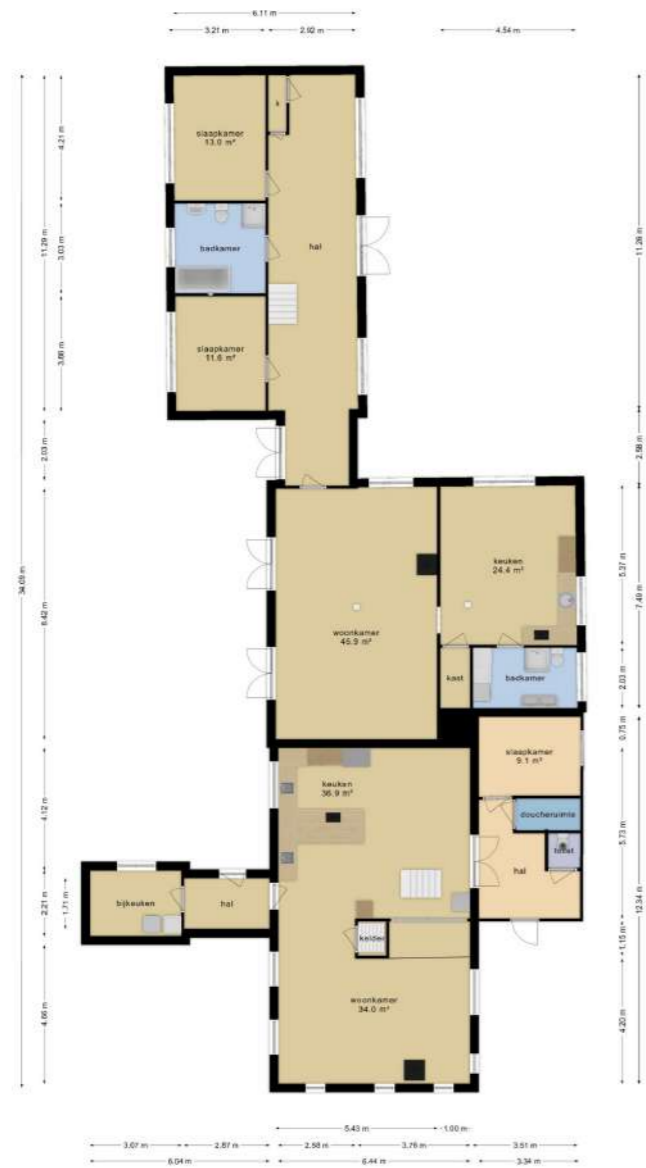 6.11 m
3.21 m
2.82 m
4.54 m
k
slaapkamer
13.0 m²
4.21 m
11.29 m
11.28 m
badkamer
3.03 m
hal
slaapkamer
11.6 m²
3.66 m
2.03 m
2.58 m
34.09 m
keuken
24.4 m²
5.37 m
7.49 m
woonkamer
45.9 m²
8.42 m
kast
badkamer
2.03 m
slaapkamer
9.1 m²
0.75 m
keuken
36.9 m²
4.12 m
doucheruimte
toilet
5.73 m
12.34 m
hal
bijkeuken
hal
2.21 m
1.71 m
kelder
1.15 m
woonkamer
34.0 m²
4.66 m
4.20 m
5.43 m
1.00 m
3.07 m
2.87 m
2.58 m
3.76 m
3.51 m
6.04 m
6.44 m
3.34 m